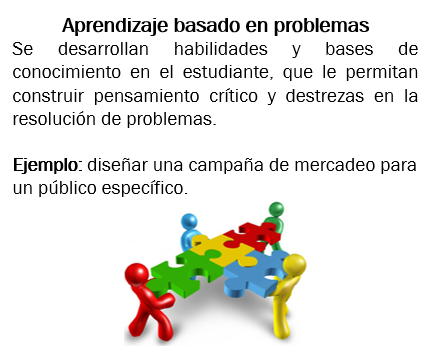 Aprendizaje basado en problemas
Se desarrollan habilidades y bases de
conocimiento en el estudiante, que le permitan
construir pensamiento crítico y destrezas en la
resolución de problemas.
Ejemplo: diseñar una campaña de mercadeo para
un público específico.